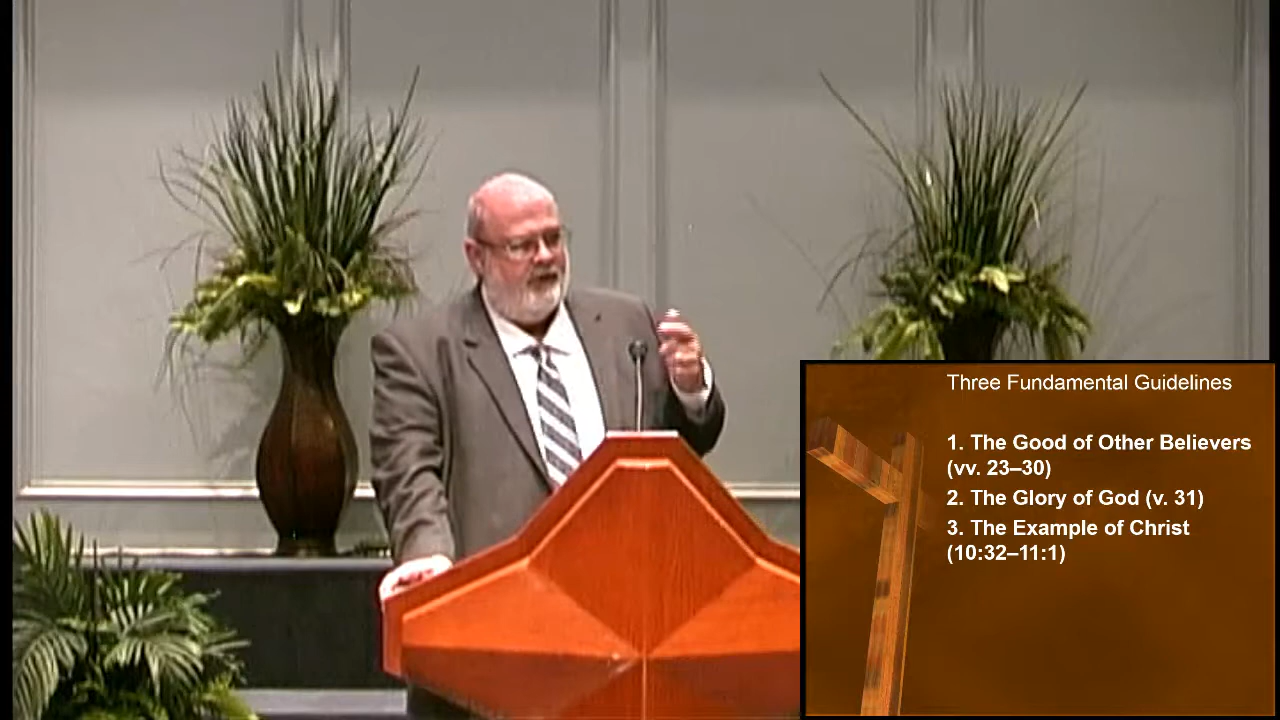 Three Fundamental Guidelines
1. The Good of Other Believers
(vv. 23–30)
2. The Glory of God (v. 31)
3. The Example of Christ
(10:32–11:1)